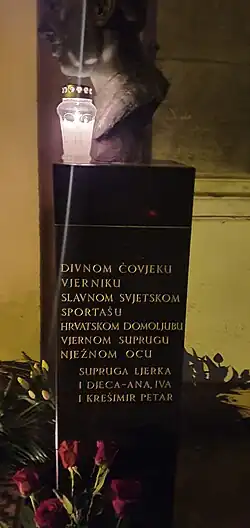 DIVNOM ČOVJEKU
VJERNIKU
SLAVNOM SVJETSKOM
SPORTAŠU
HRVATSKOM DOMOLJUBU
VJERNOM SUPRUGU
NJEŽNOM OCU
SUPRUGA LJERKA
I DJECA-ANA, IVA
I KREŠIMIR PETAR